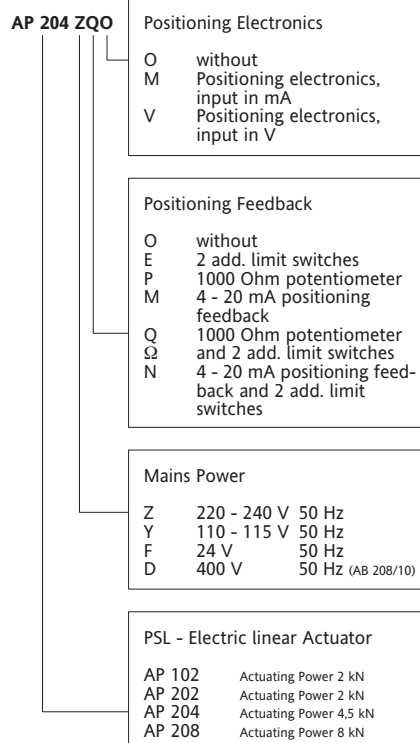 AP 204 ZQO
Positioning Electronics
O without
M Positioning electronics,
input in mA
V Positioning electronics,
input in V
Positioning Feedback
O without
E 2 add. limit switches
P 1000 Ohm potentiometer
M 4 - 20 mA positioning
feedback
Q 1000 Ohm potentiometer
Ω and 2 add. limit switches
N 4 - 20 mA positioning feed-
back and 2 add. limit
switches
Mains Power
Z 220 - 240 V 50 Hz
Y 110 - 115 V 50 Hz
F 24 V 50 Hz
D 400 V 50 Hz (AB 208/10)
PSL - Electric linear Actuator
AP 102 Actuating Power 2 kN
AP 202 Actuating Power 2 kN
AP 204 Actuating Power 4,5 kN
AP 208 Actuating Power 8 kN